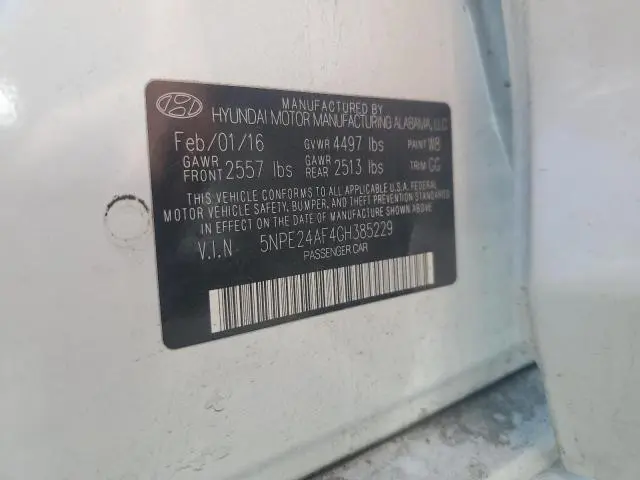 MANUFACTURED BY
HYUNDAI MOTOR MANUFACTURING ALABAMA, LLC
Feb/01/16 GVWR 4497 lbs PAINT W8
GAWR FRONT 2557 lbs GAWR REAR 2513 lbs TRIM GG
THIS VEHICLE CONFORMS TO ALL APPLICABLE U.S.A. FEDERAL
MOTOR VEHICLE SAFETY, BUMPER, AND THEFT PREVENTION STANDARDS
IN EFFECT ON THE DATE OF MANUFACTURE SHOWN ABOVE.
V.I.N 5NPE24AF4GH385229
PASSENGER CAR